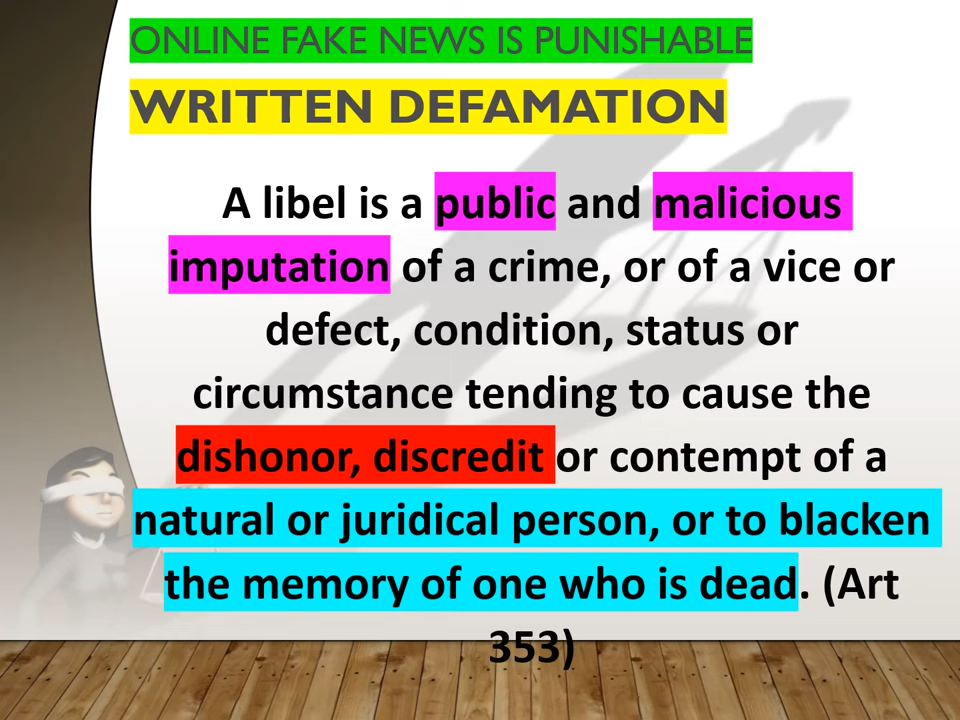 ONLINE FAKE NEWS IS PUNISHABLE
WRITTEN DEFAMATION
A libel is a public and malicious
imputation of a crime, or of a vice or
defect, condition, status or
circumstance tending to cause the
dishonor, discredit or contempt of a
natural or juridical person, or to blacken
the memory of one who is dead. (Art
353)